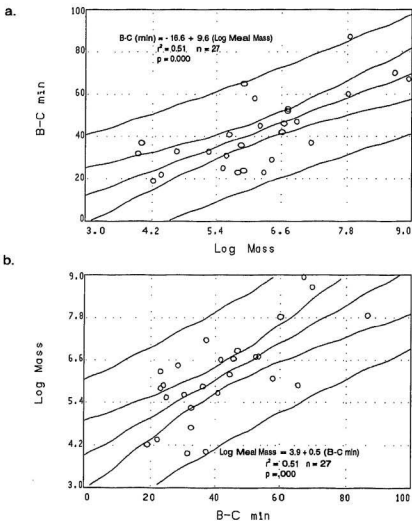 a.
B-C (min) = - 16.6 + 9.6 (Log Meal Mass)
r² = 0.51 n = 27
p = 0.000
B-C min
100
80
60
40
20
0
3.0 4.2 5.4 6.6 7.8 9.0
Log Mass
b.
Log Mass
9.0
7.8
6.6
5.4
4.2
3.0
Log Meal Mass = 3.9 + 0.5 (B-C min)
r² = 0.51 n = 27
p = ,000
0 20 40 60 80 100
B-C min